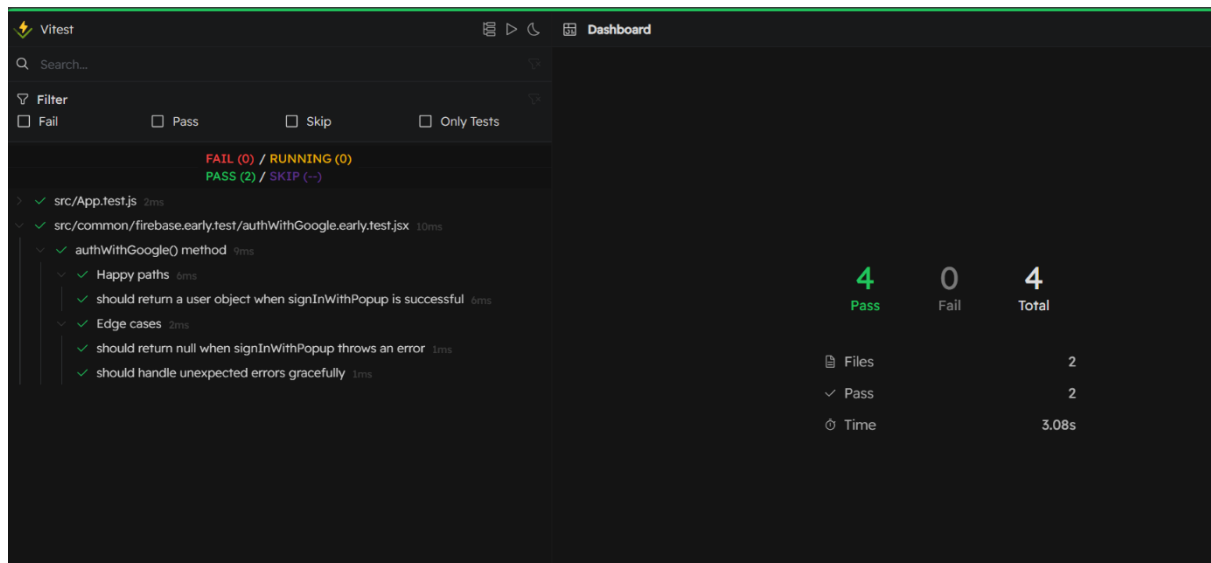 Vitest
Search...
Filter
Fail Pass Skip Only Tests
FAIL (0) / RUNNING (0)
PASS (2) / SKIP (--)
src/App.test.js 2ms
src/common/firebase.early.test/authWithGoogle.early.test.jsx 10ms
authWithGoogle() method 9ms
Happy paths 6ms
should return a user object when signInWithPopup is successful 6ms
Edge cases 2ms
should return null when signInWithPopup throws an error 1ms
should handle unexpected errors gracefully 1ms
Dashboard
4 0 4
Pass Fail Total
Files 2
Pass 2
Time 3.08s